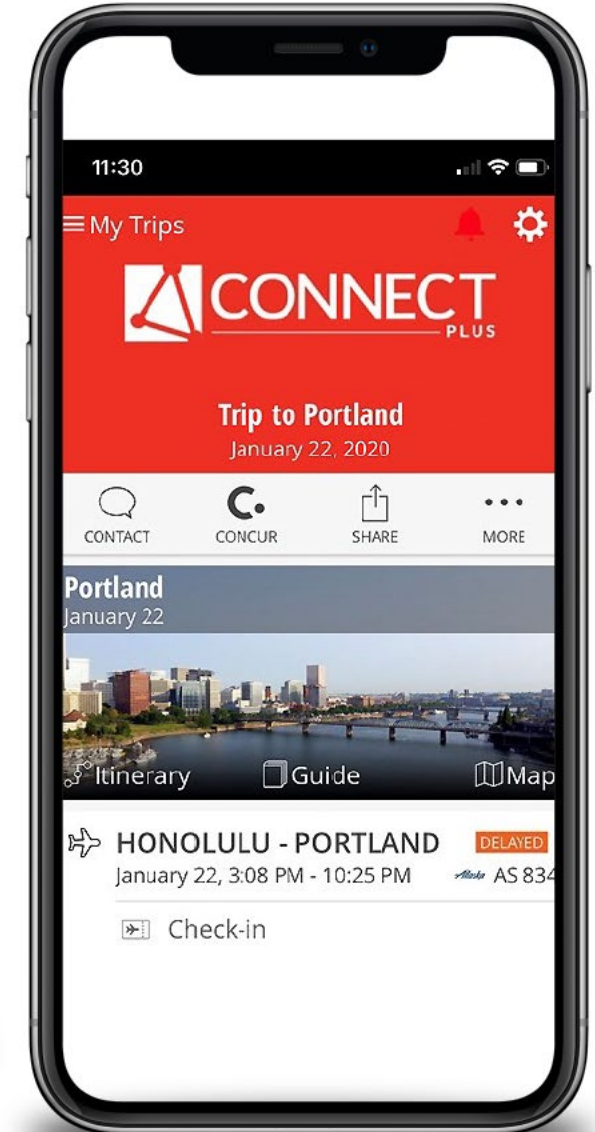 11:30
My Trips
CONNECT
PLUS
Trip to Portland
January 22, 2020
CONTACT CONCUR SHARE MORE
Portland
January 22
Itinerary Guide Map
HONOLULU - PORTLAND DELAYED
January 22, 3:08 PM - 10:25 PM Alaska AS 834
Check-in